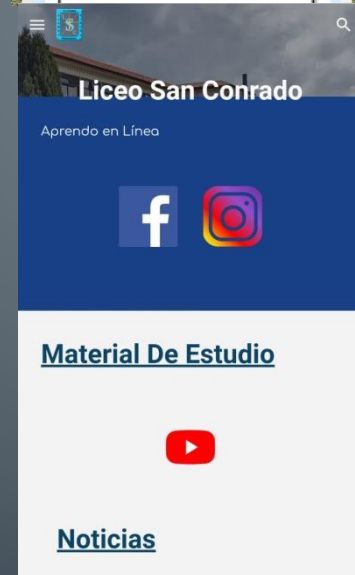 Liceo San Conrado
Aprendo en Línea
Material De Estudio
Noticias